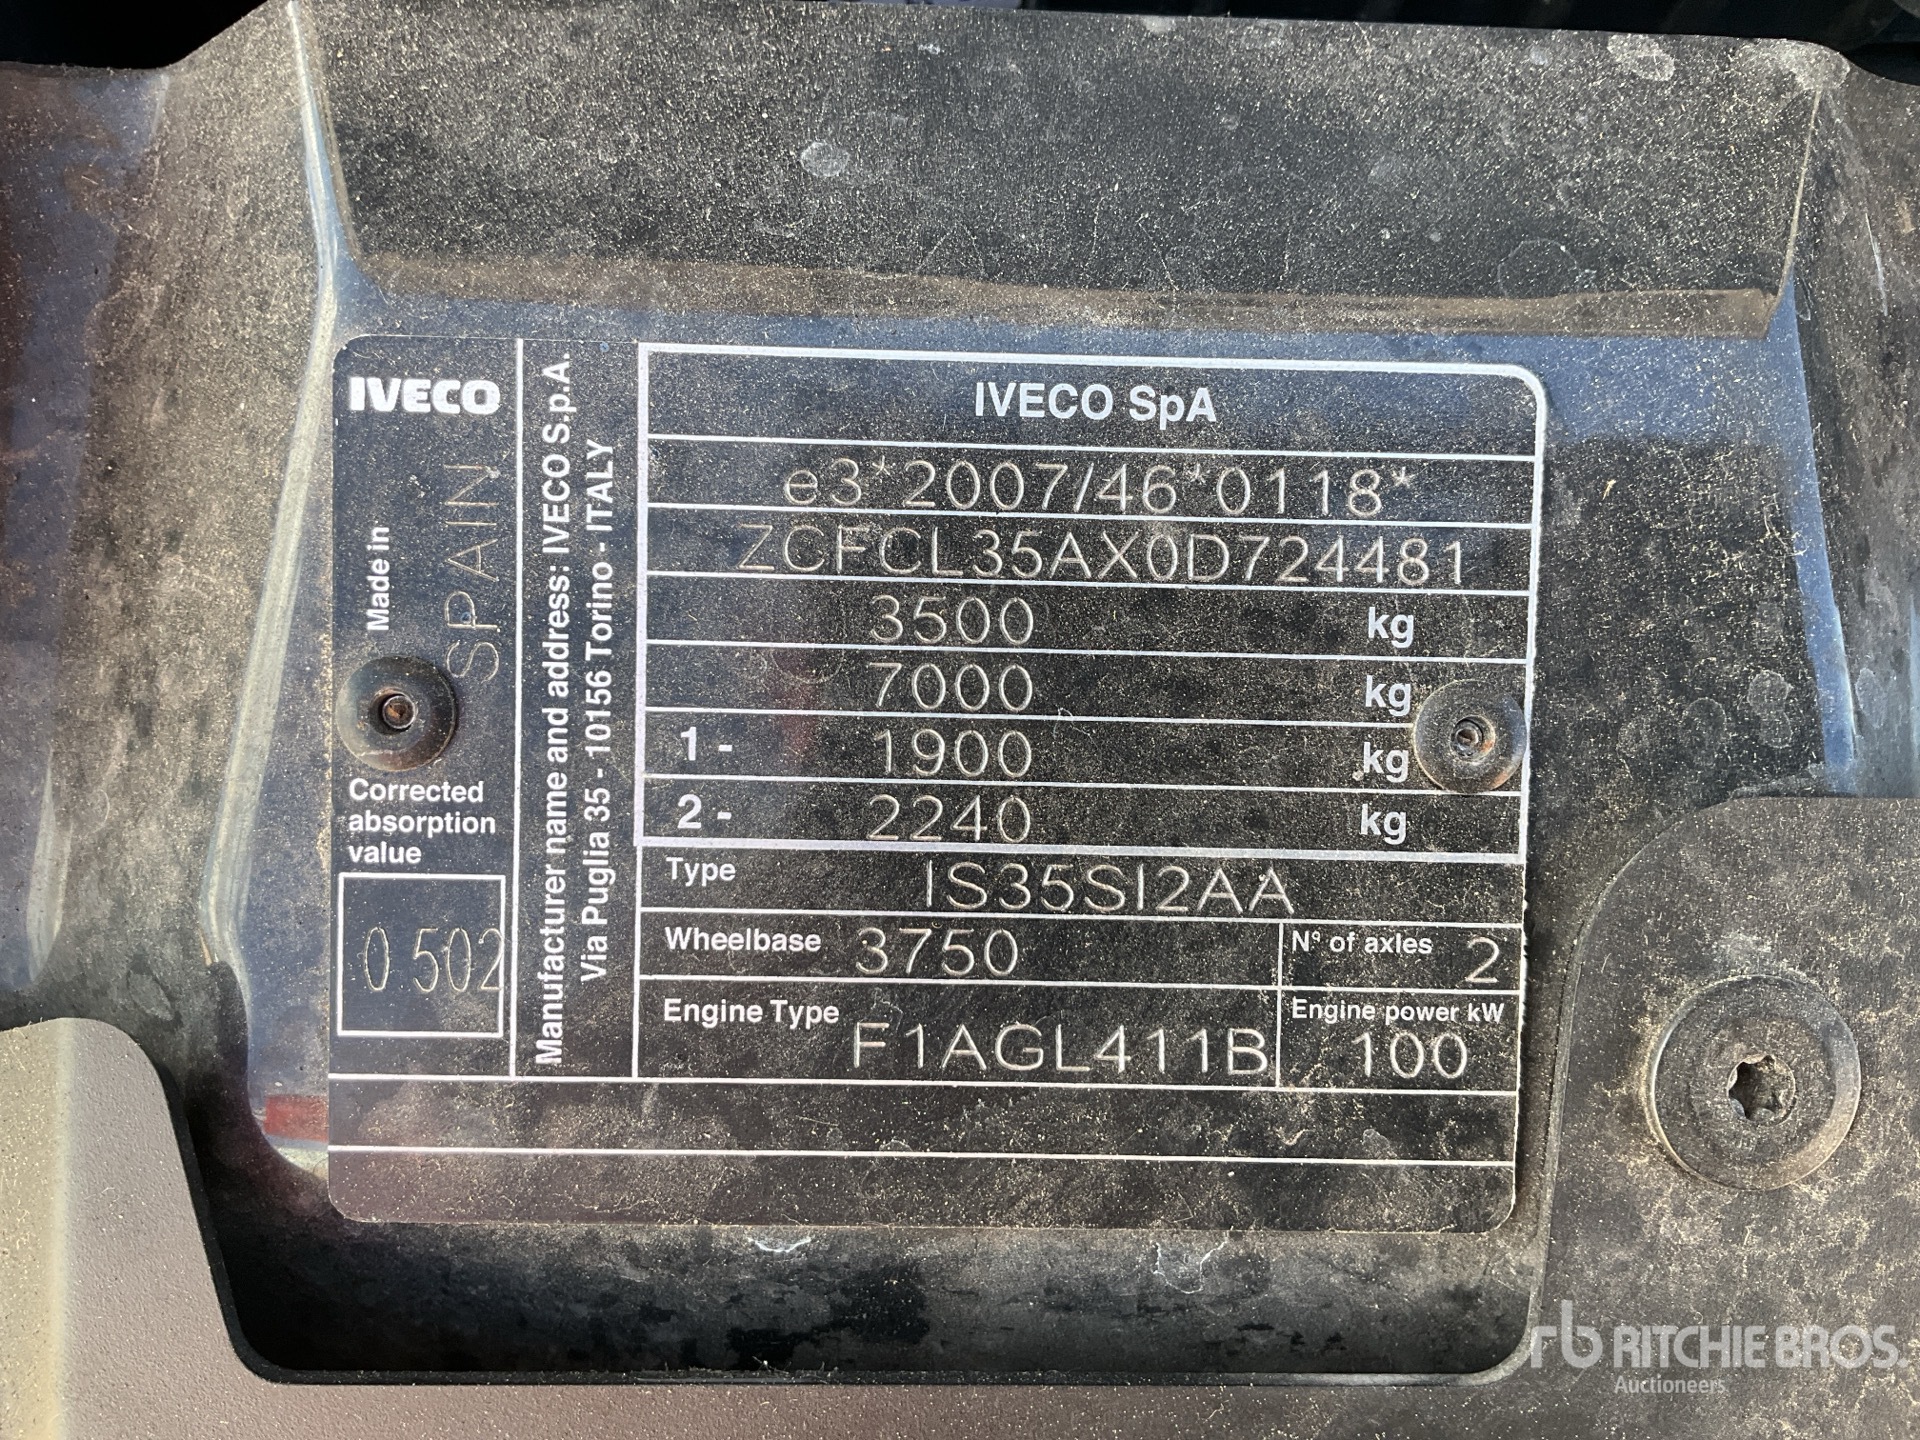 IVECO
Made in
SPAIN
Corrected
absorption
value
0.502
Manufacturer name and address: IVECO S.p.A.
Via Puglia 35 - 10156 Torino - ITALY
IVECO SpA
e3*2007/46*0118*
ZCFCL35AX0D724481
3500 kg
7000 kg
1 - 1900 kg
2 - 2240 kg
Type IS35SI2AA
Wheelbase 3750 N° of axles 2
Engine Type F1AGL411B Engine power kW 100
rb RITCHIE BROS.
Auctioneers